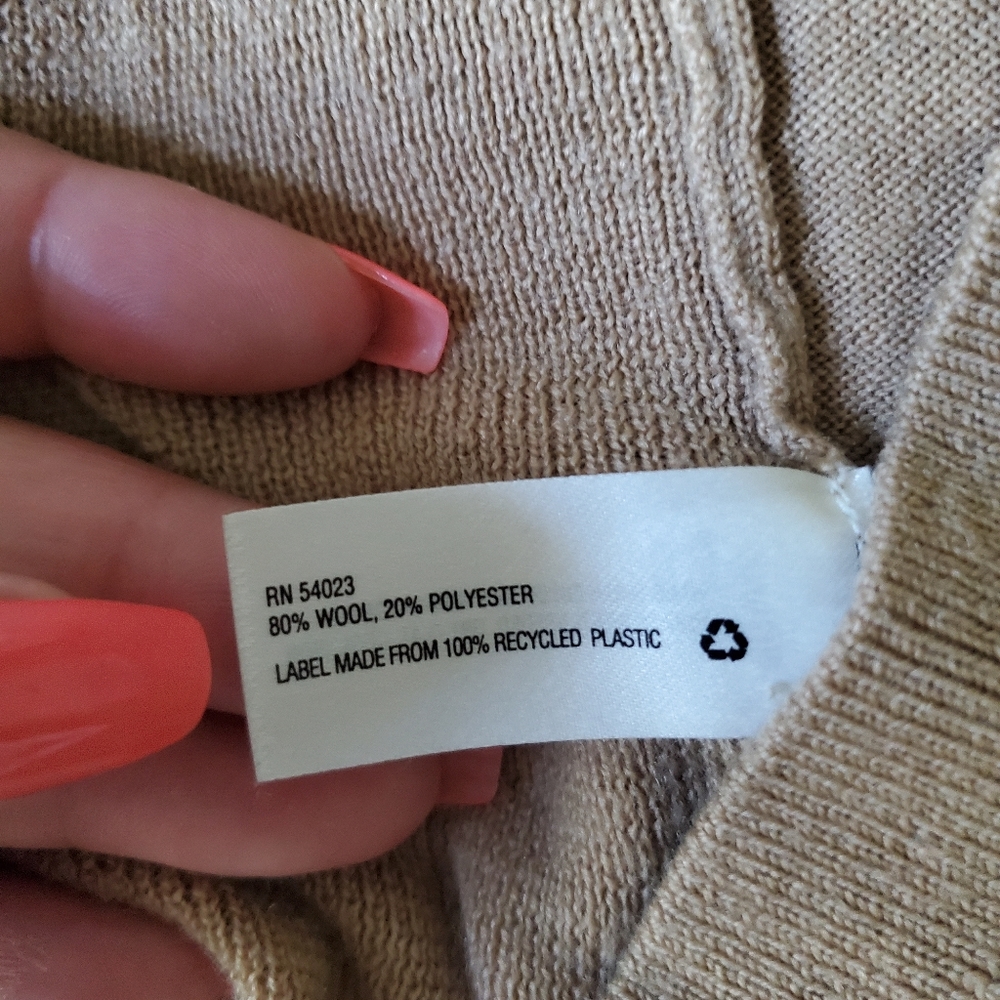 RN 54023
80% WOOL, 20% POLYESTER
LABEL MADE FROM 100% RECYCLED PLASTIC